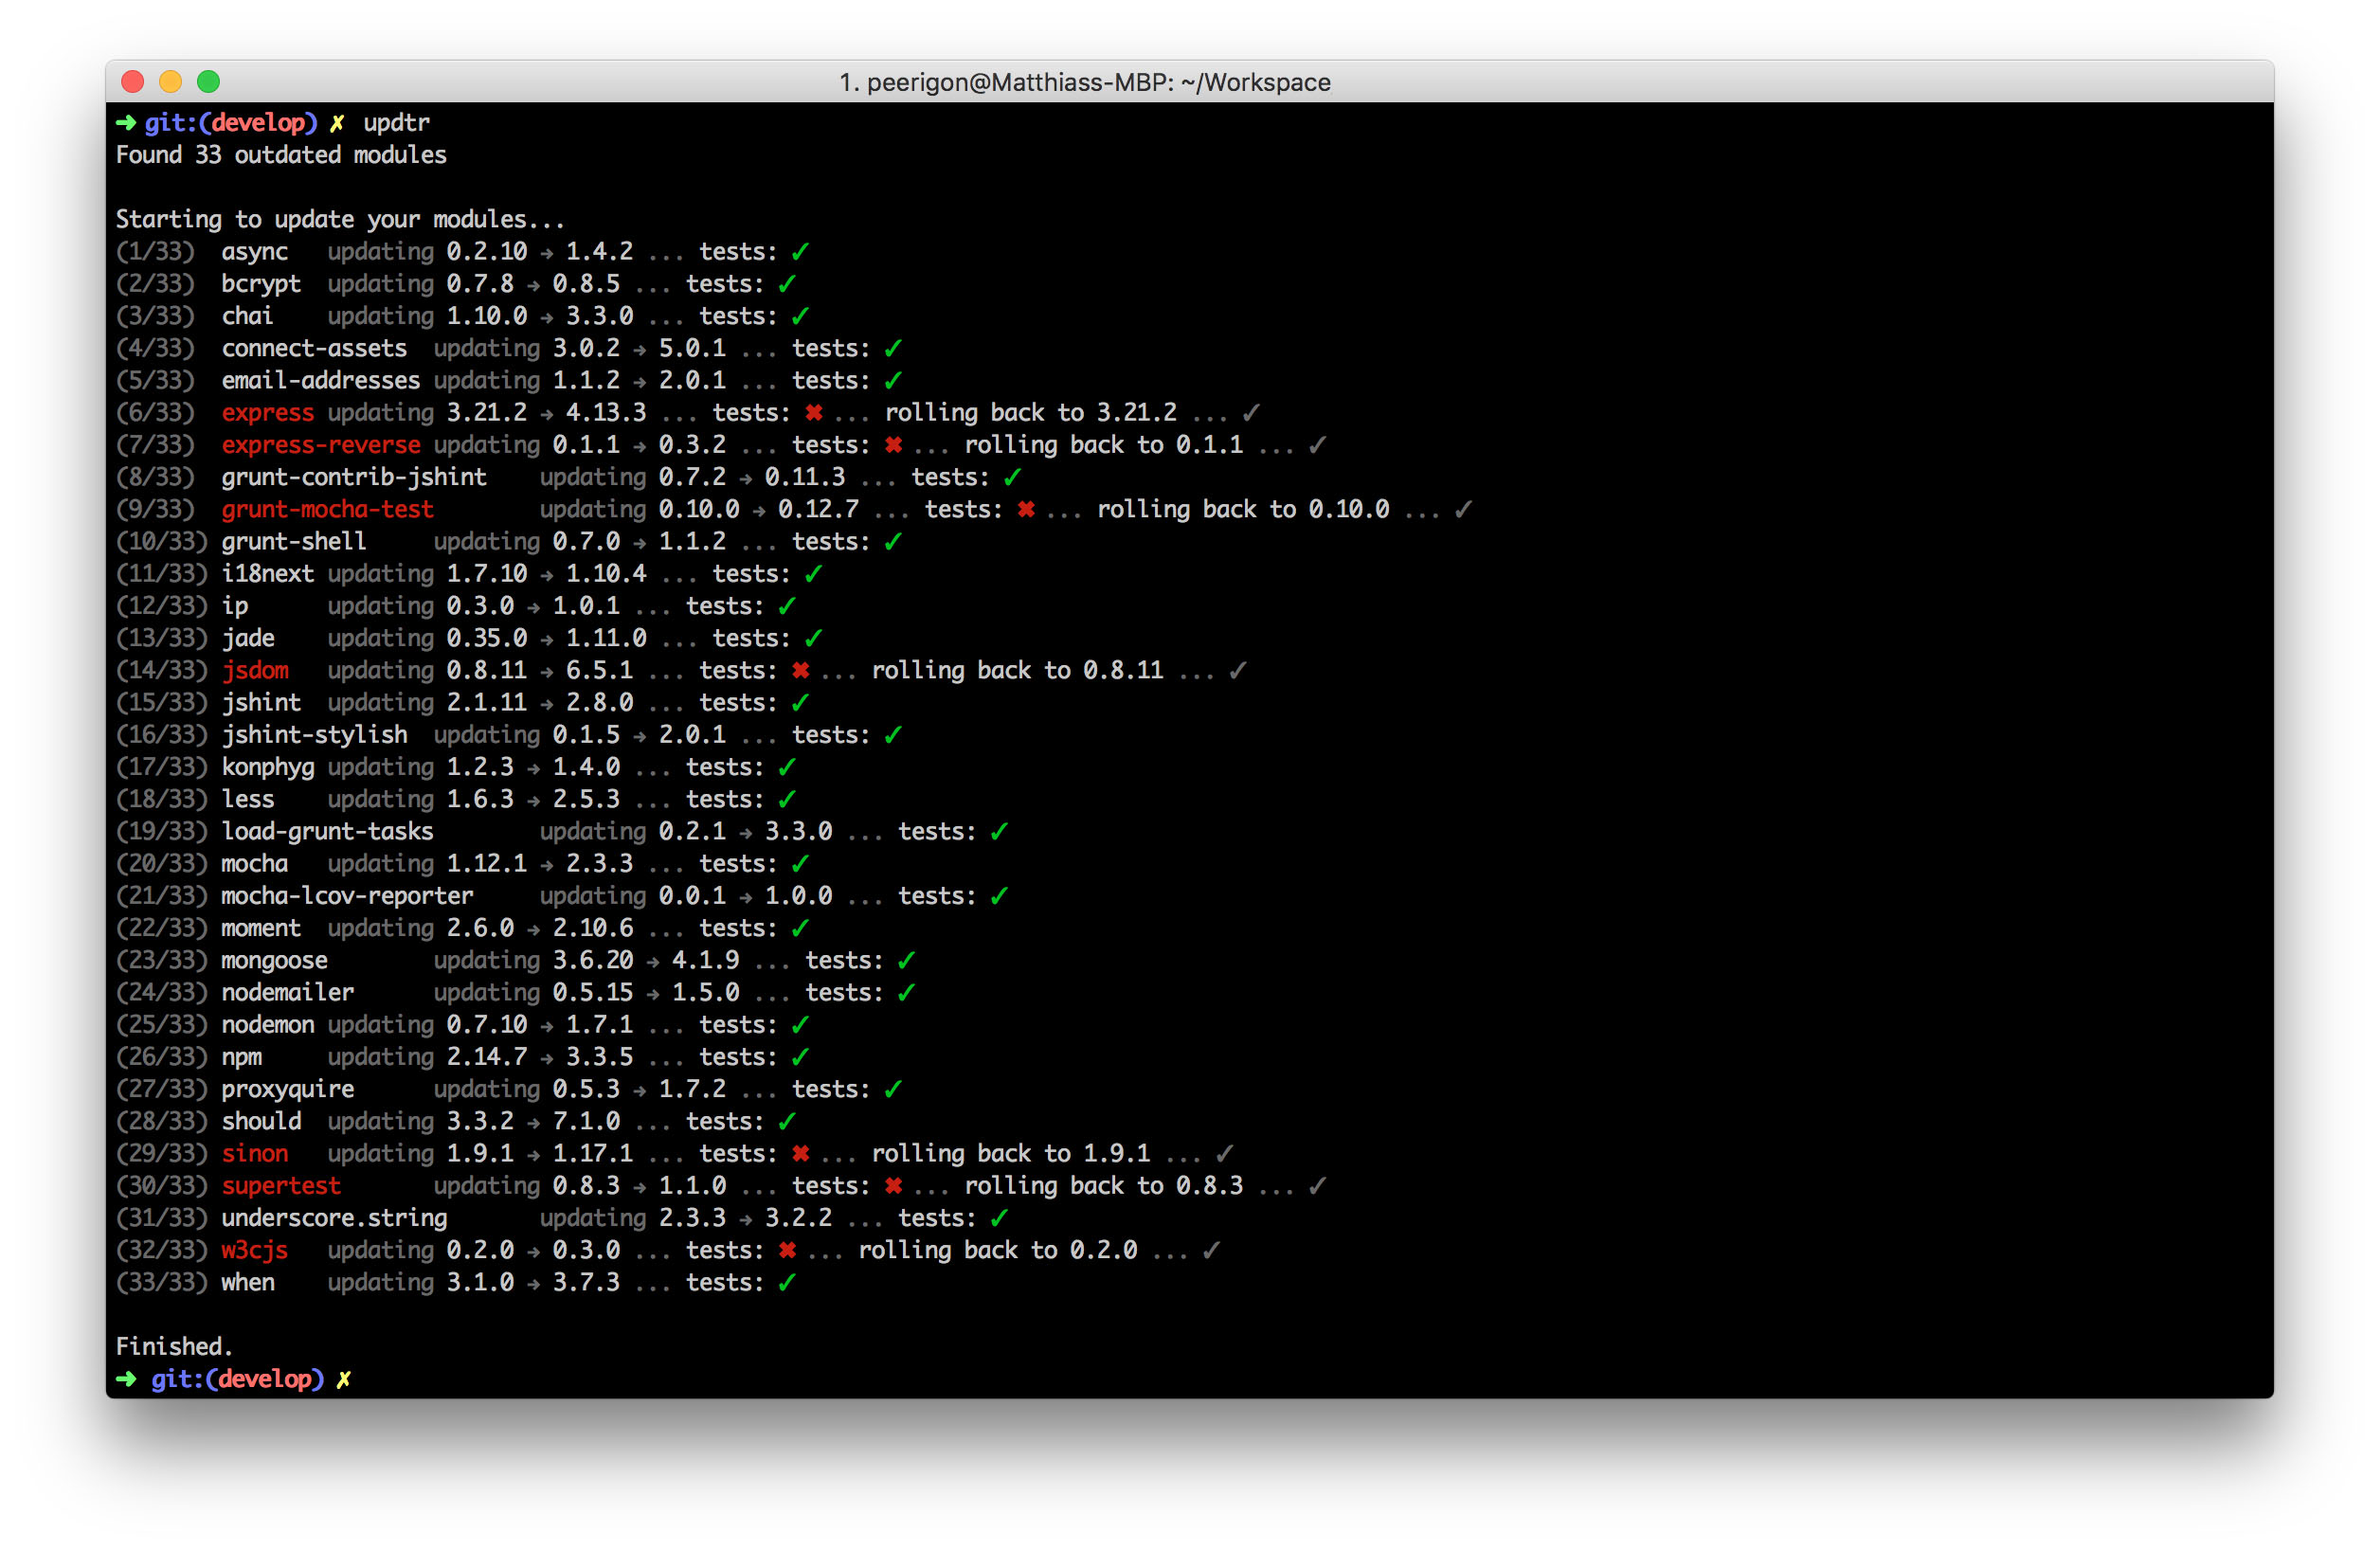 1. peerigon@Matthiass-MBP: ~/Workspace
➜ git:(develop) ✗ updtr
Found 33 outdated modules
Starting to update your modules...
(1/33) async updating 0.2.10 → 1.4.2 ... tests: ✓
(2/33) bcrypt updating 0.7.8 → 0.8.5 ... tests: ✓
(3/33) chai updating 1.10.0 → 3.3.0 ... tests: ✓
(4/33) connect-assets updating 3.0.2 → 5.0.1 ... tests: ✓
(5/33) email-addresses updating 1.1.2 → 2.0.1 ... tests: ✓
(6/33) express updating 3.21.2 → 4.13.3 ... tests: ✖ ... rolling back to 3.21.2 ... ✓
(7/33) express-reverse updating 0.1.1 → 0.3.2 ... tests: ✖ ... rolling back to 0.1.1 ... ✓
(8/33) grunt-contrib-jshint updating 0.7.2 → 0.11.3 ... tests: ✓
(9/33) grunt-mocha-test updating 0.10.0 → 0.12.7 ... tests: ✖ ... rolling back to 0.10.0 ... ✓
(10/33) grunt-shell updating 0.7.0 → 1.1.2 ... tests: ✓
(11/33) i18next updating 1.7.10 → 1.10.4 ... tests: ✓
(12/33) ip updating 0.3.0 → 1.0.1 ... tests: ✓
(13/33) jade updating 0.35.0 → 1.11.0 ... tests: ✓
(14/33) jsdom updating 0.8.11 → 6.5.1 ... tests: ✖ ... rolling back to 0.8.11 ... ✓
(15/33) jshint updating 2.1.11 → 2.8.0 ... tests: ✓
(16/33) jshint-stylish updating 0.1.5 → 2.0.1 ... tests: ✓
(17/33) konphyg updating 1.2.3 → 1.4.0 ... tests: ✓
(18/33) less updating 1.6.3 → 2.5.3 ... tests: ✓
(19/33) load-grunt-tasks updating 0.2.1 → 3.3.0 ... tests: ✓
(20/33) mocha updating 1.12.1 → 2.3.3 ... tests: ✓
(21/33) mocha-lcov-reporter updating 0.0.1 → 1.0.0 ... tests: ✓
(22/33) moment updating 2.6.0 → 2.10.6 ... tests: ✓
(23/33) mongoose updating 3.6.20 → 4.1.9 ... tests: ✓
(24/33) nodemailer updating 0.5.15 → 1.5.0 ... tests: ✓
(25/33) nodemon updating 0.7.10 → 1.7.1 ... tests: ✓
(26/33) npm updating 2.14.7 → 3.3.5 ... tests: ✓
(27/33) proxyquire updating 0.5.3 → 1.7.2 ... tests: ✓
(28/33) should updating 3.3.2 → 7.1.0 ... tests: ✓
(29/33) sinon updating 1.9.1 → 1.17.1 ... tests: ✖ ... rolling back to 1.9.1 ... ✓
(30/33) supertest updating 0.8.3 → 1.1.0 ... tests: ✖ ... rolling back to 0.8.3 ... ✓
(31/33) underscore.string updating 2.3.3 → 3.2.2 ... tests: ✓
(32/33) w3cjs updating 0.2.0 → 0.3.0 ... tests: ✖ ... rolling back to 0.2.0 ... ✓
(33/33) when updating 3.1.0 → 3.7.3 ... tests: ✓
Finished.
➜ git:(develop) ✗